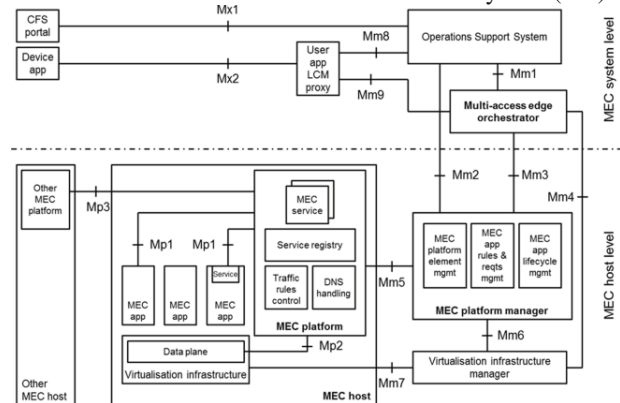 Mx1
CFS
portal
Device
app
Mx2
User
app
LCM
proxy
Mm8
Mm9
Operations Support System
Mm1
Multi-access edge
orchestrator
MEC system level
Mm2
Mm3
Mm4
Other
MEC
platform
Mp3
Mp1
Mp1
MEC
service
Service registry
Traffic
rules
control
DNS
handling
MEC platform
MEC
app
MEC
app
Service
MEC
app
Mp2
Data plane
Virtualisation infrastructure
Other
MEC host
MEC host
Mm5
MEC
platform
element
mgmt
MEC
app
rules &
reqts
mgmt
MEC
app
lifecycle
mgmt
MEC platform manager
Mm6
Mm7
Virtualisation infrastructure
manager
MEC host level